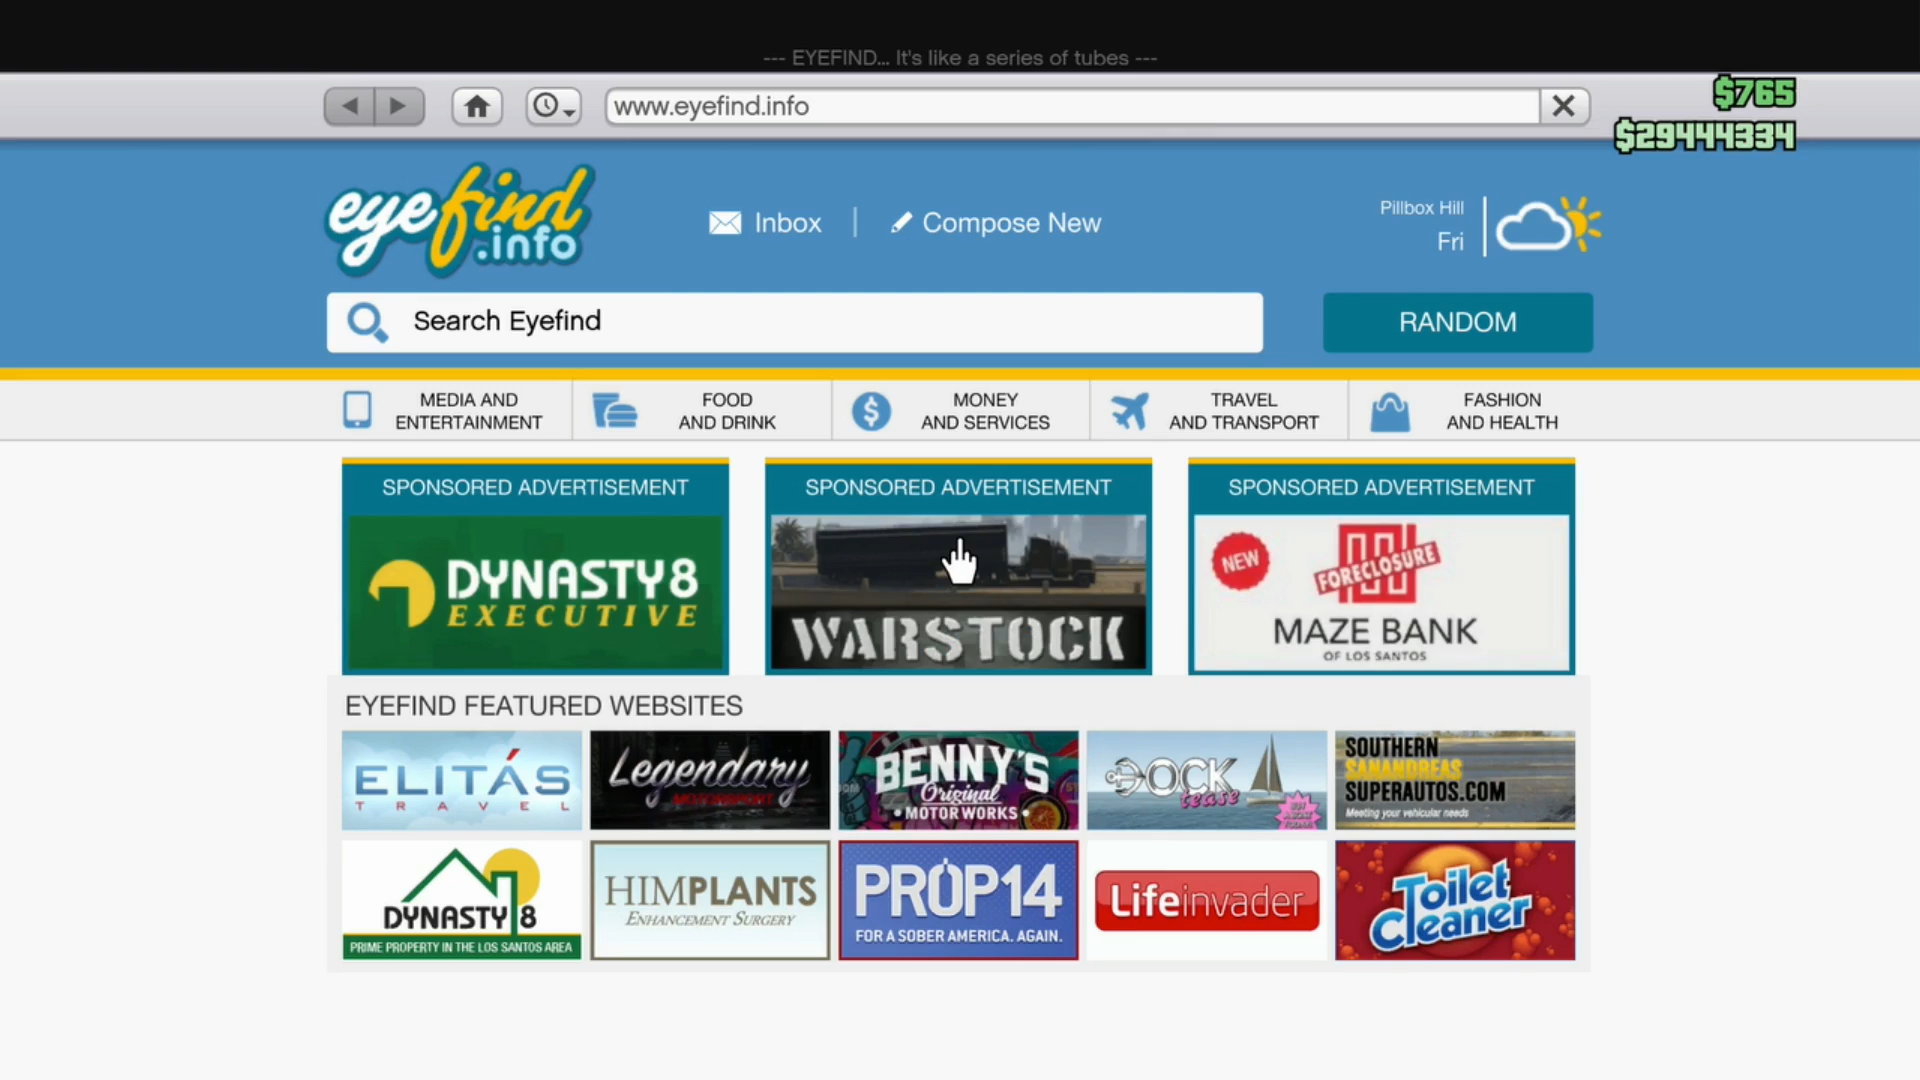 --- EYEFIND... It's like a series of tubes ---
www.eyefind.info
$765
$29444334
eyefind
.info
Inbox
Compose New
Pillbox Hill
Fri
Search Eyefind
RANDOM
MEDIA AND
ENTERTAINMENT
FOOD
AND DRINK
MONEY
AND SERVICES
TRAVEL
AND TRANSPORT
FASHION
AND HEALTH
SPONSORED ADVERTISEMENT
DYNASTY8
EXECUTIVE
SPONSORED ADVERTISEMENT
WARSTOCK
SPONSORED ADVERTISEMENT
NEW
FORECLOSURE
MAZE BANK
OF LOS SANTOS
EYEFIND FEATURED WEBSITES
ELITÁS
TRAVEL
Legendary
MOTORSPORT
BENNY'S
Original
• MOTOR WORKS •
DOCK
tease
SOUTHERN
SANANDREAS
SUPERAUTOS.COM
Meeting your vehicular needs
DYNASTY 8
PRIME PROPERTY IN THE LOS SANTOS AREA
HIMPLANTS
ENHANCEMENT SURGERY
PROP14
FOR A SOBER AMERICA. AGAIN.
Lifeinvader
Toilet
Cleaner